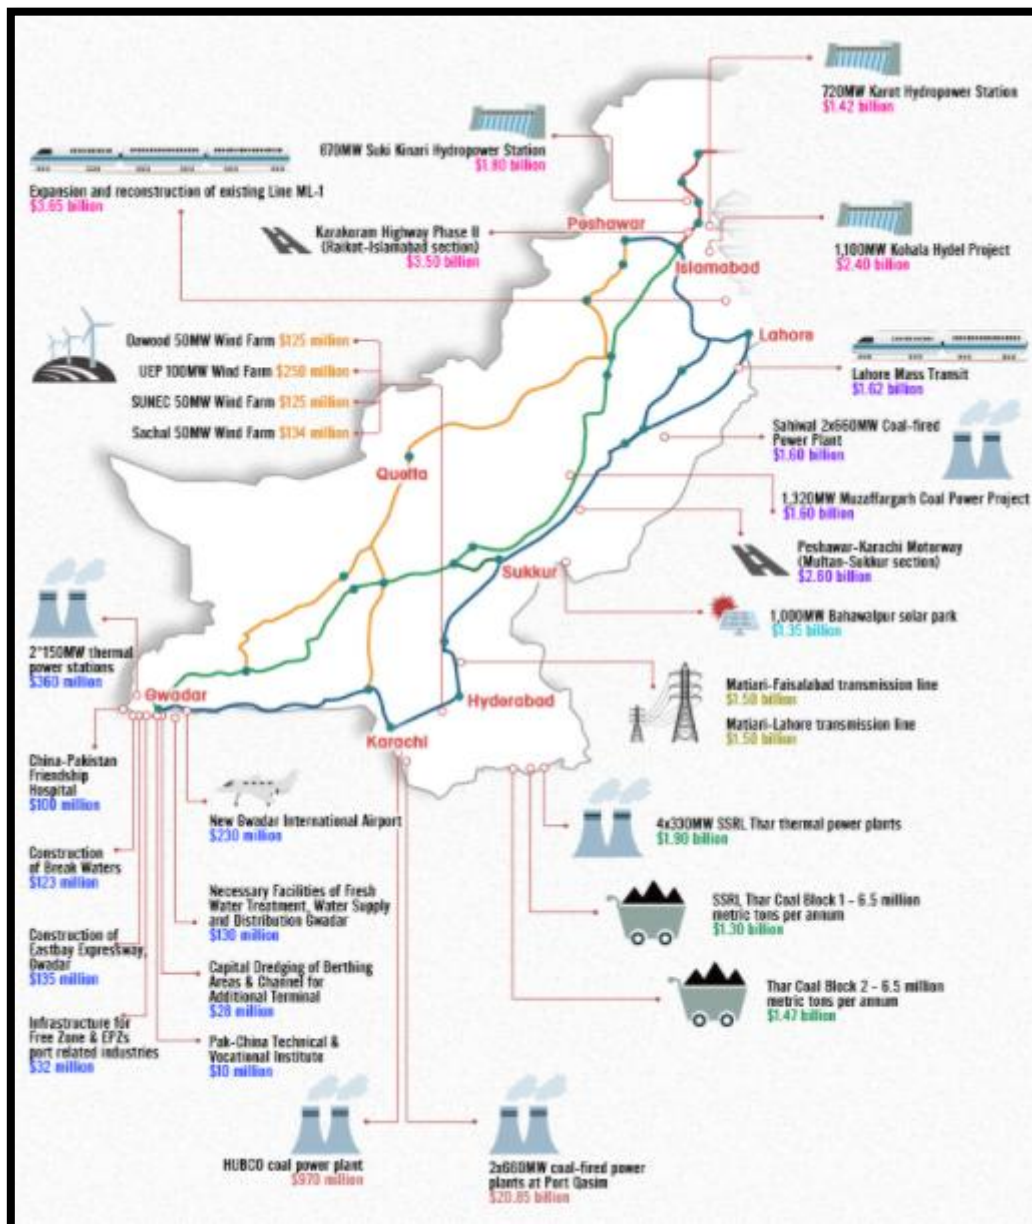 720MW Karot Hydropower Station
$1.42 billion
870MW Suki Kinari Hydropower Station
$1.80 billion
Expansion and reconstruction of existing Line ML-1
$3.65 billion
Karakoram Highway Phase II
(Raikot-Islamabad section)
$3.50 billion
Peshawar
Islamabad
1,100MW Kohala Hydel Project
$2.40 billion
Dawood 50MW Wind Farm $125 million
UEP 100MW Wind Farm $250 million
SUNEC 50MW Wind Farm $125 million
Sachal 50MW Wind Farm $134 million
Lahore
Lahore Mass Transit
$1.62 billion
Sahiwal 2x660MW Coal-fired
Power Plant
$1.60 billion
Quetta
1,320MW Muzaffargarh Coal Power Project
$1.60 billion
Peshawar-Karachi Motorway
(Multan-Sukkur section)
$2.60 billion
Sukkur
1,000MW Bahawalpur solar park
$1.35 billion
2*150MW thermal
power stations
$360 million
Gwadar
Hyderabad
Karachi
Matiari-Faisalabad transmission line
$1.50 billion
Matiari-Lahore transmission line
$1.50 billion
China-Pakistan
Friendship
Hospital
$100 million
New Gwadar International Airport
$230 million
4x330MW SSRL Thar thermal power plants
$1.90 billion
Construction
of Break Waters
$123 million
Necessary Facilities of Fresh
Water Treatment, Water Supply
and Distribution Gwadar
$130 million
SSRL Thar Coal Block 1 - 6.5 million
metric tons per annum
$1.30 billion
Construction of
Eastbay Expressway,
Gwadar
$135 million
Capital Dredging of Berthing
Areas & Channel for
Additional Terminal
$28 million
Thar Coal Block 2 - 6.5 million
metric tons per annum
$1.47 billion
Infrastructure for
Free Zone & EPZs
port related industries
$32 million
Pak-China Technical &
Vocational Institute
$10 million
HUBCO coal power plant
$970 million
2x660MW coal-fired power
plants at Port Qasim
$20.85 billion